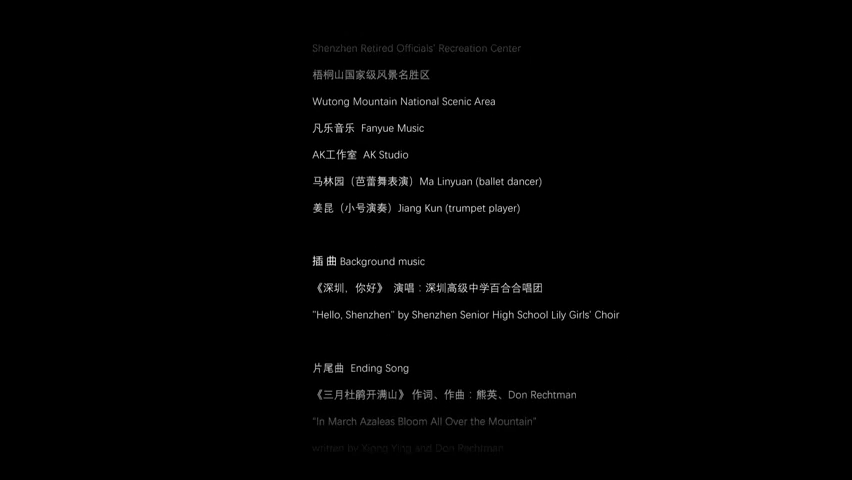 Shenzhen Retired Officials' Recreation Center
梧桐山国家级风景名胜区
Wutong Mountain National Scenic Area
凡乐音乐 Fanyue Music
AK工作室 AK Studio
马林园（芭蕾舞表演）Ma Linyuan (ballet dancer)
姜昆（小号演奏）Jiang Kun (trumpet player)
插 曲 Background music
《深圳，你好》 演唱：深圳高级中学百合合唱团
"Hello, Shenzhen" by Shenzhen Senior High School Lily Girls' Choir
片尾曲 Ending Song
《三月杜鹃开满山》 作词、作曲：熊英、Don Rechtman
"In March Azaleas Bloom All Over the Mountain"
written by Xiong Ying and Don Rechtman